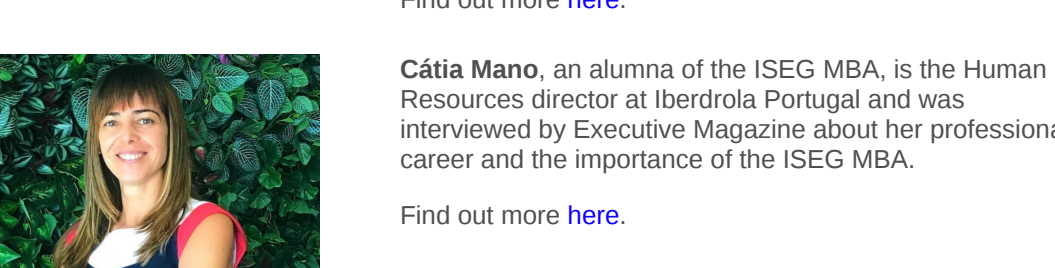 Find out more here.
Cátia Mano, an alumna of the ISEG MBA, is the Human
Resources director at Iberdrola Portugal and was
interviewed by Executive Magazine about her professiona
career and the importance of the ISEG MBA.
Find out more here.